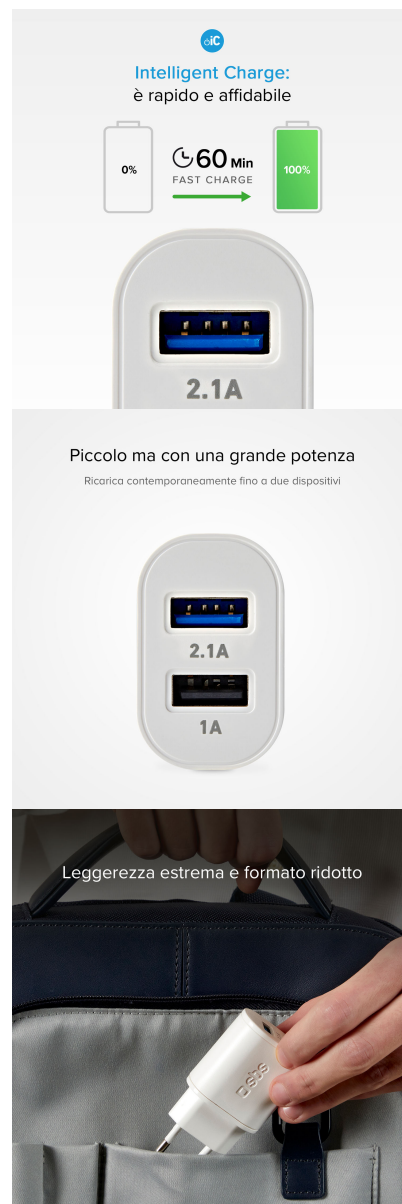 iC
Intelligent Charge:
è rapido e affidabile
0%
60 Min
FAST CHARGE
100%
2.1A
Piccolo ma con una grande potenza
Ricarica contemporaneamente fino a due dispositivi
2.1A
1A
Leggerezza estrema e formato ridotto
sbs